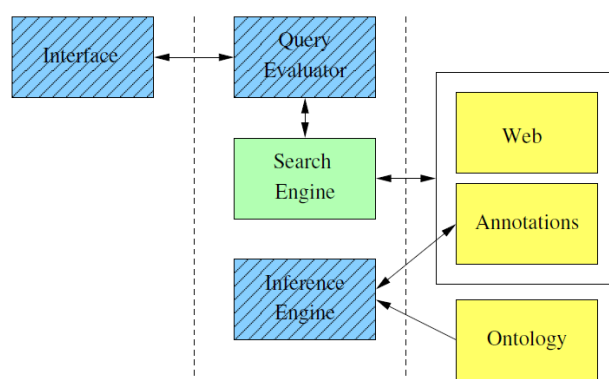 Interface
Query
Evaluator
Search
Engine
Inference
Engine
Web
Annotations
Ontology